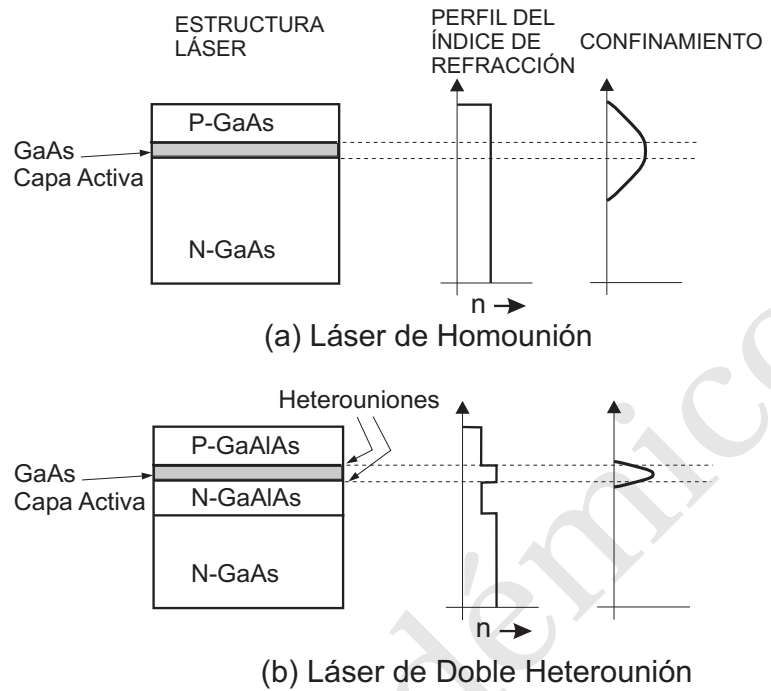 ESTRUCTURA
LÁSER
PERFIL DEL
ÍNDICE DE
REFRACCIÓN
CONFINAMIENTO
P-GaAs
GaAs
Capa Activa
N-GaAs
n
(a) Láser de Homounión
Heterouniones
P-GaAlAs
GaAs
Capa Activa
N-GaAlAs
N-GaAs
n
(b) Láser de Doble Heterounión
démico